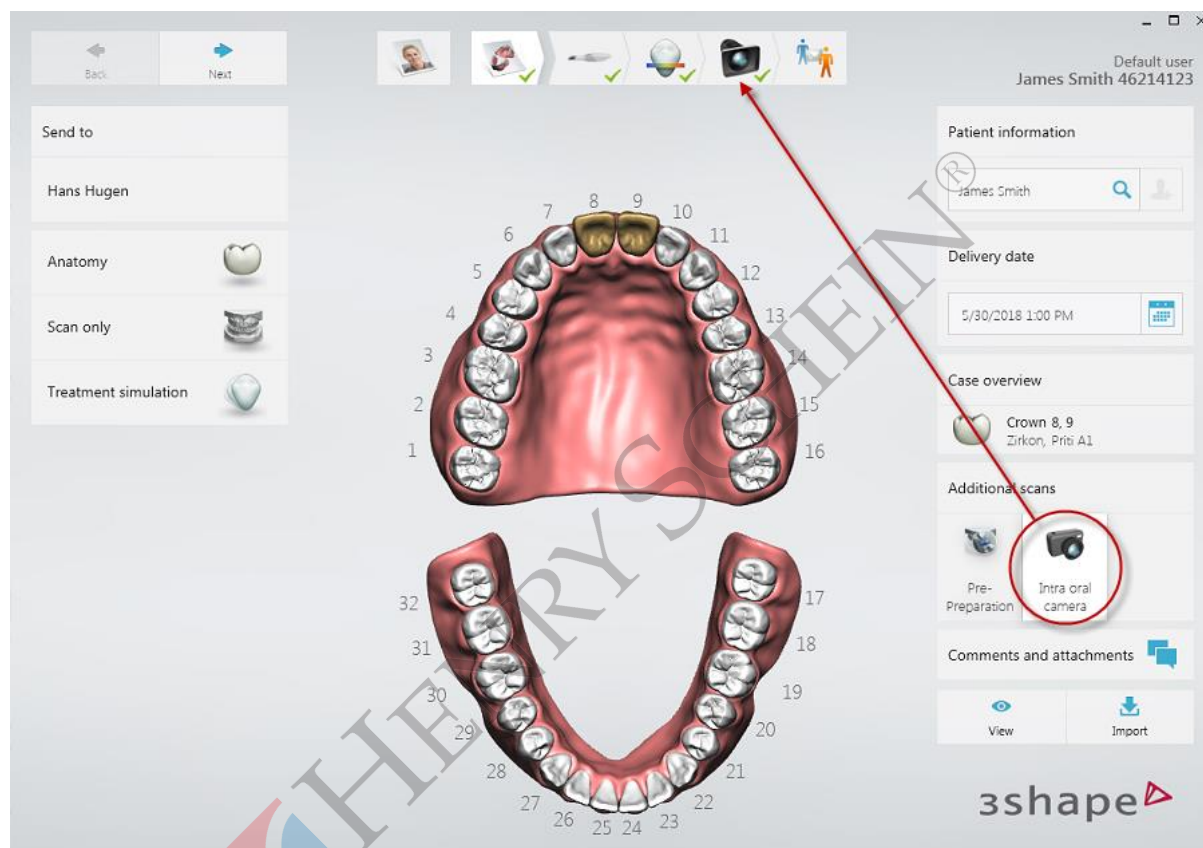 Back
Next
Default user
James Smith 46214123
Send to
Hans Hugen
Anatomy
Scan only
Treatment simulation
Patient information
James Smith
Delivery date
5/30/2018 1:00 PM
Case overview
Crown 8, 9
Zirkon, Priti A1
Additional scans
Pre-
Preparation
Intra oral
camera
Comments and attachments
View
Import
3shape
7 8 9 10
6 11
5 12
4 13
3 14
2 15
1 16
32 17
31 18
30 19
29 20
28 21
27 22
26 25 24 23
HENRY SCHEIN®